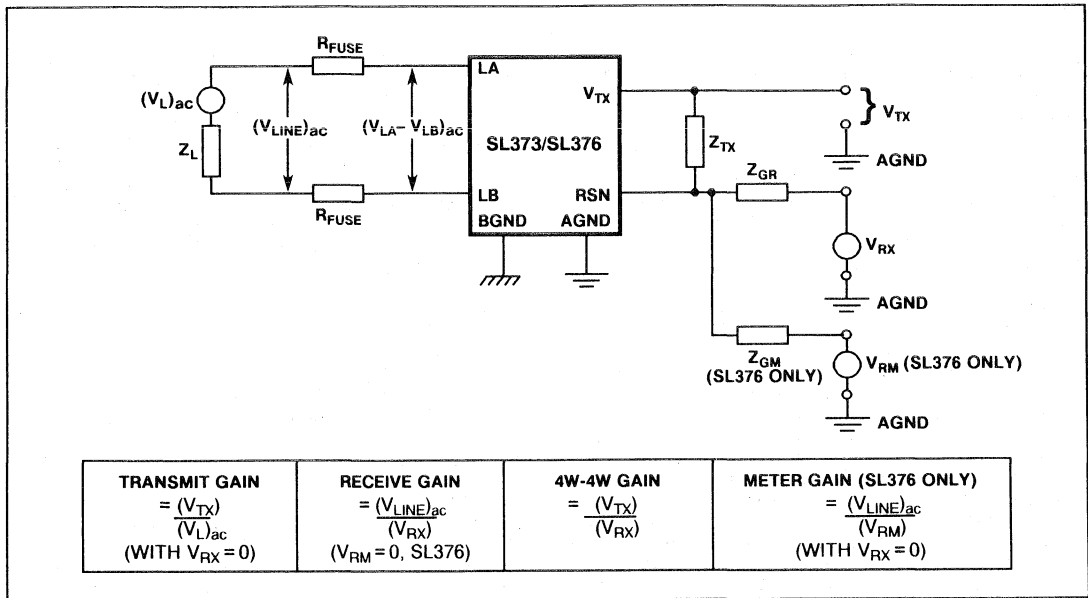 R_FUSE
LA
(V_L)ac
V_TX
(V_LINE)ac
(V_LA – V_LB)ac
} V_TX
Z_TX
Z_L
SL373/SL376
AGND
Z_GR
LB
RSN
R_FUSE
BGND
AGND
V_RX
AGND
Z_GM
(SL376 ONLY)
V_RM (SL376 ONLY)
AGND
TRANSMIT GAIN
= (V_TX)
(V_L)ac
(WITH V_RX = 0)
RECEIVE GAIN
= (V_LINE)ac
(V_RX)
(V_RM = 0, SL376)
4W-4W GAIN
= (V_TX)
(V_RX)
METER GAIN (SL376 ONLY)
= (V_LINE)ac
(V_RM)
(WITH V_RX = 0)